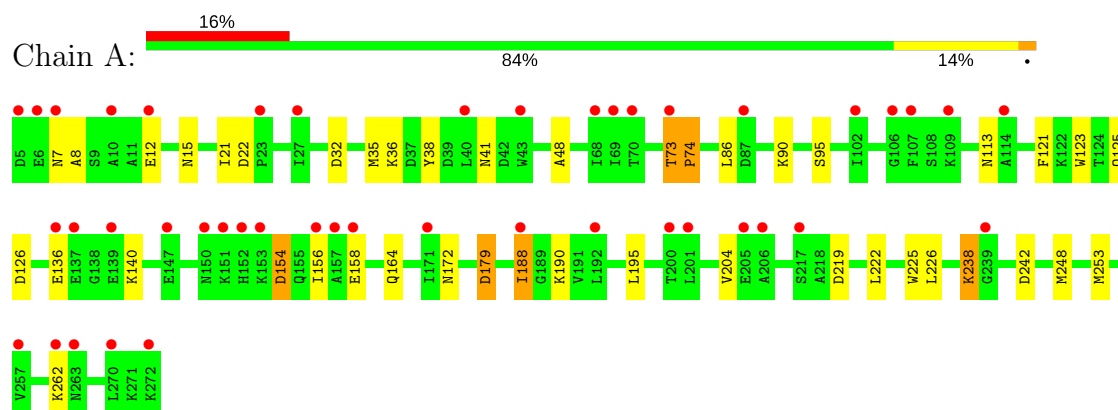 16%
Chain A:
84% 14% •
D5 E6 N7 A8 S9 A10 A11 E12 N15 I21 D22 P23 I27 D32 M35 K36 D37 Y38 D39 L40 N41 D42 W43 A48 I68 I69 T70 T73 P74 L86 D87 K90 S95 I102 G106 F107 S108 K109 N113 A114 F121 K122 W123 T124
D126 E136 E137 G138 E139 K140 E147 N150 K151 H152 K153 D154 Q155 I156 A157 E158 Q164 I171 N172 D179 I188 G189 K190 V191 L192 L195 T200 L201 V204 E205 A206 S217 A218 D219 L222 W225 L226 K238 G239 D242 M248 M253
V257 K262 N263 L270 K271 K272